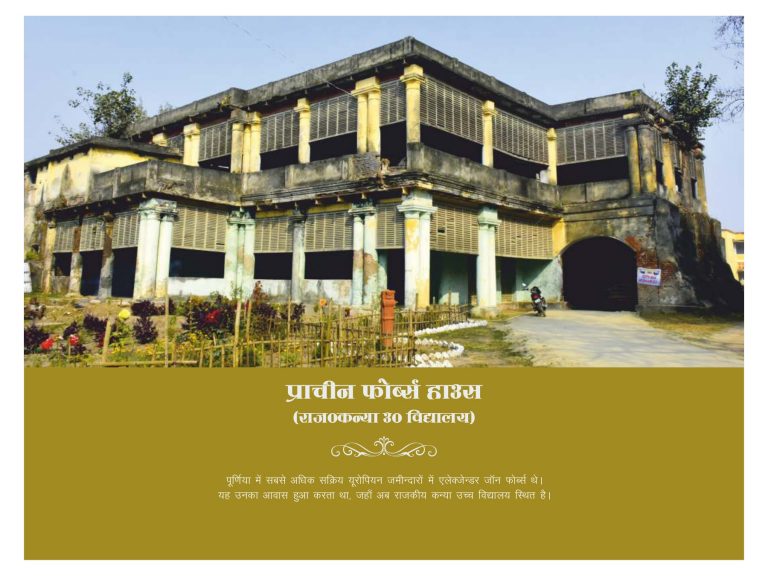 प्राचीन फोर्ब्स हाउस
(राज०कन्या उ० विद्यालय)
पूर्णिया में सबसे अधिक सक्रिय यूरोपियन जमीन्दारों में एलेक्जेन्डर जॉन फोर्ब्स थे।
यह उनका आवास हुआ करता था, जहाँ अब राजकीय कन्या उच्च विद्यालय स्थित है।